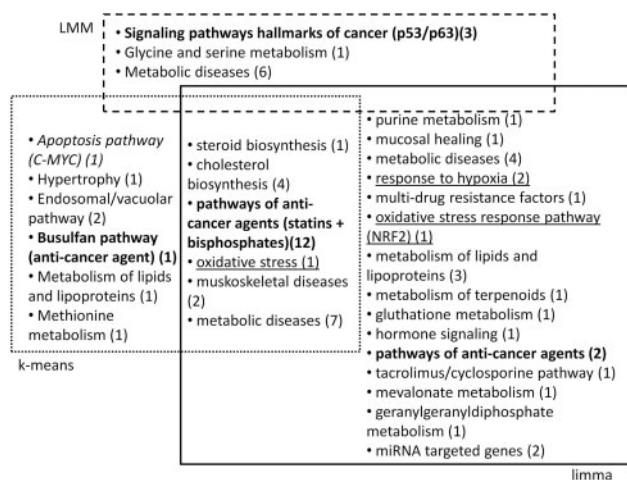 LMM
• Signaling pathways hallmarks of cancer (p53/p63)(3)
• Glycine and serine metabolism (1)
• Metabolic diseases (6)
• Apoptosis pathway
(C-MYC) (1)
• Hypertrophy (1)
• Endosomal/vacuolar
pathway (2)
• Busulfan pathway
(anti-cancer agent) (1)
• Metabolism of lipids
and lipoproteins (1)
• Methionine
metabolism (1)
k-means
• steroid biosynthesis (1)
• cholesterol
biosynthesis (4)
• pathways of anti-
cancer agents (statins +
bisphosphates)(12)
• oxidative stress (1)
• muskoskeletal diseases
(2)
• metabolic diseases (7)
• purine metabolism (1)
• mucosal healing (1)
• metabolic diseases (4)
• response to hypoxia (2)
• multi-drug resistance factors (1)
• oxidative stress response pathway
(NRF2) (1)
• metabolism of lipids and
lipoproteins (3)
• metabolism of terpenoids (1)
• gluthatione metabolism (1)
• hormone signaling (1)
• pathways of anti-cancer agents (2)
• tacrolimus/cyclosporine pathway (1)
• mevalonate metabolism (1)
• geranylgeranyldiphosphate
metabolism (1)
• miRNA targeted genes (2)
limma